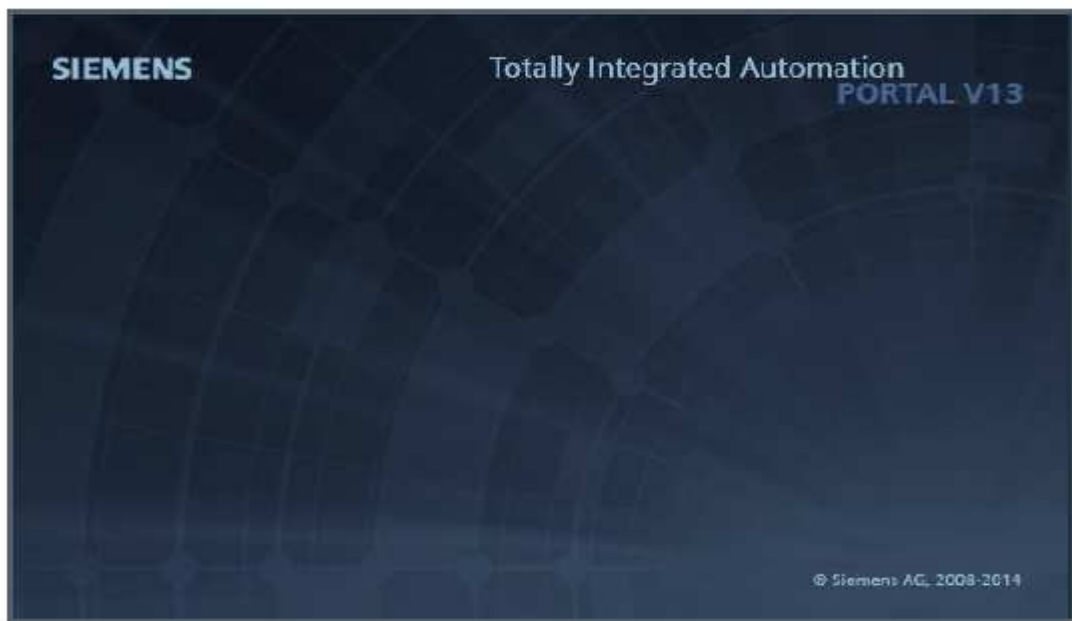 SIEMENS
Totally Integrated Automation
PORTAL V13
© Siemens AG, 2008-2014